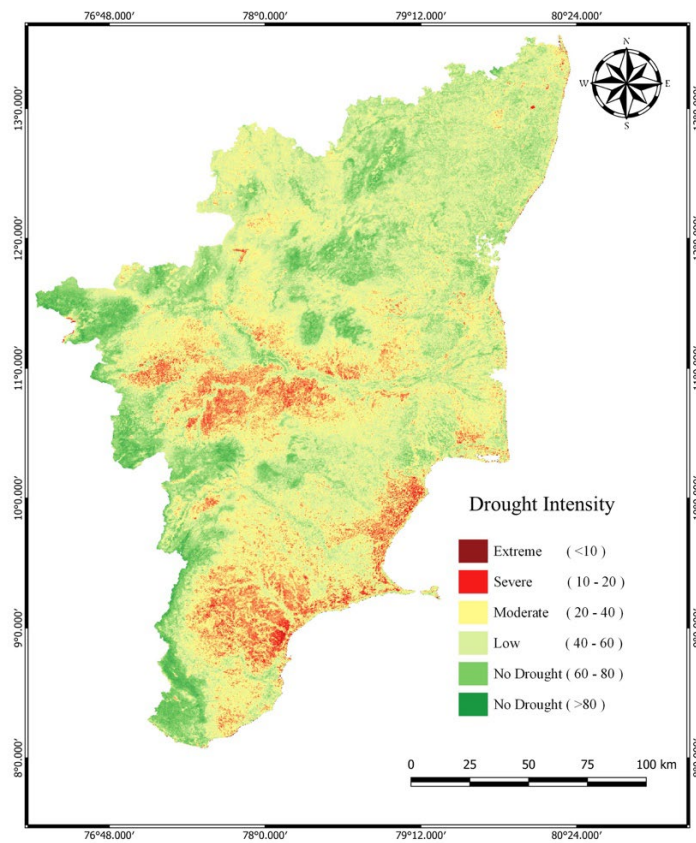 76°48.000′ 78°0.000′ 79°12.000′ 80°24.000′
N
W E
S
13°0.000′
12°0.000′
11°0.000′
10°0.000′
9°0.000′
8°0.000′
Drought Intensity
Extreme ( <10 )
Severe ( 10 - 20 )
Moderate ( 20 - 40 )
Low ( 40 - 60 )
No Drought ( 60 - 80 )
No Drought ( >80 )
0 25 50 75 100 km
76°48.000′ 78°0.000′ 79°12.000′ 80°24.000′